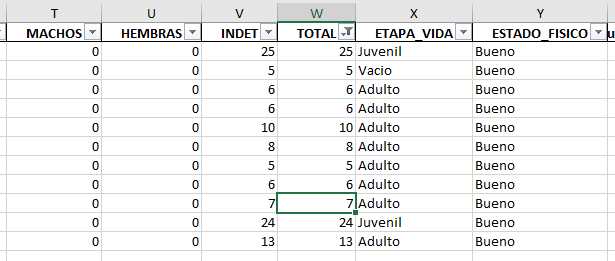 T U V W X Y
MACHOS HEMBRAS INDET TOTAL ETAPA_VIDA ESTADO_FISICO
0 0 25 25 Juvenil Bueno
0 0 5 5 Vacio Bueno
0 0 6 6 Adulto Bueno
0 0 6 6 Adulto Bueno
0 0 10 10 Adulto Bueno
0 0 8 8 Adulto Bueno
0 0 5 5 Adulto Bueno
0 0 6 6 Adulto Bueno
0 0 7 7 Adulto Bueno
0 0 24 24 Juvenil Bueno
0 0 13 13 Adulto Bueno